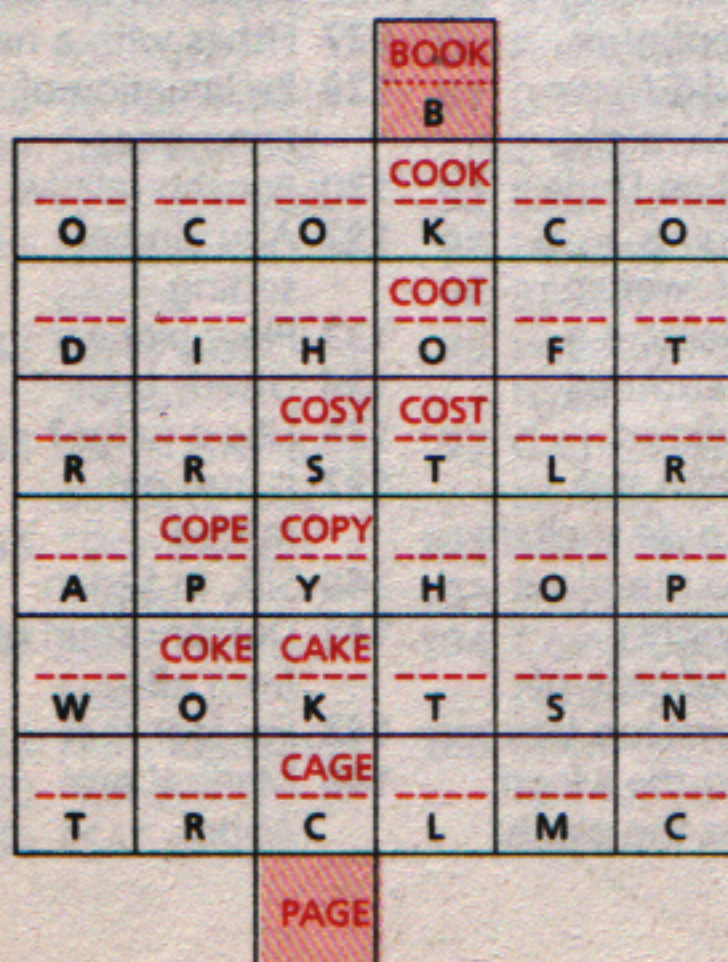 BOOK
B
COOK
O C O K C O
COOT
D I H O F T
COSY COST
R R S T L R
COPE COPY
A P Y H O P
COKE CAKE
W O K T S N
CAGE
T R C L M C
PAGE